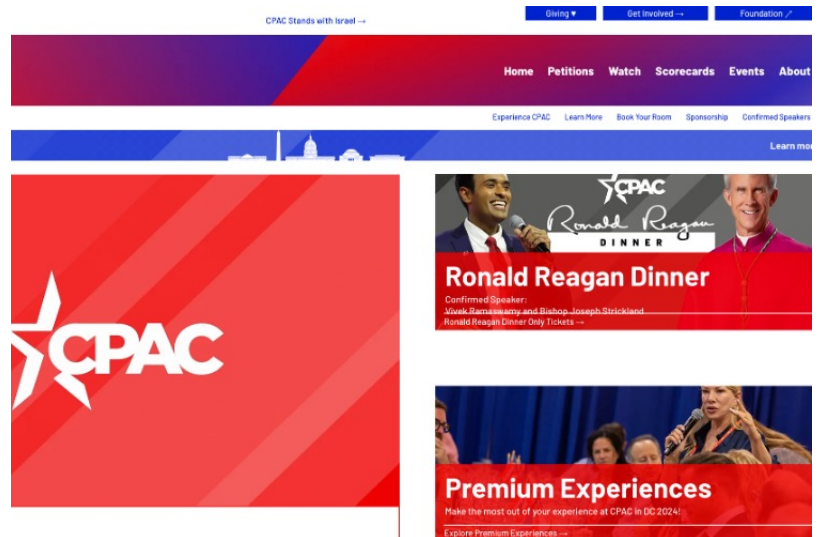 CPAC Stands with Israel →
Giving ♥ Get Involved → Foundation ↗
Home Petitions Watch Scorecards Events About
Experience CPAC Learn More Book Your Room Sponsorship Confirmed Speakers
Learn mor
CPAC
CPAC
Ronald Reagan
DINNER
Ronald Reagan Dinner
Confirmed Speaker:
Vivek Ramaswamy and Bishop Joseph Strickland
Ronald Reagan Dinner Only Tickets →
Premium Experiences
Make the most out of your experience at CPAC in DC 2024!
Explore Premium Experiences →